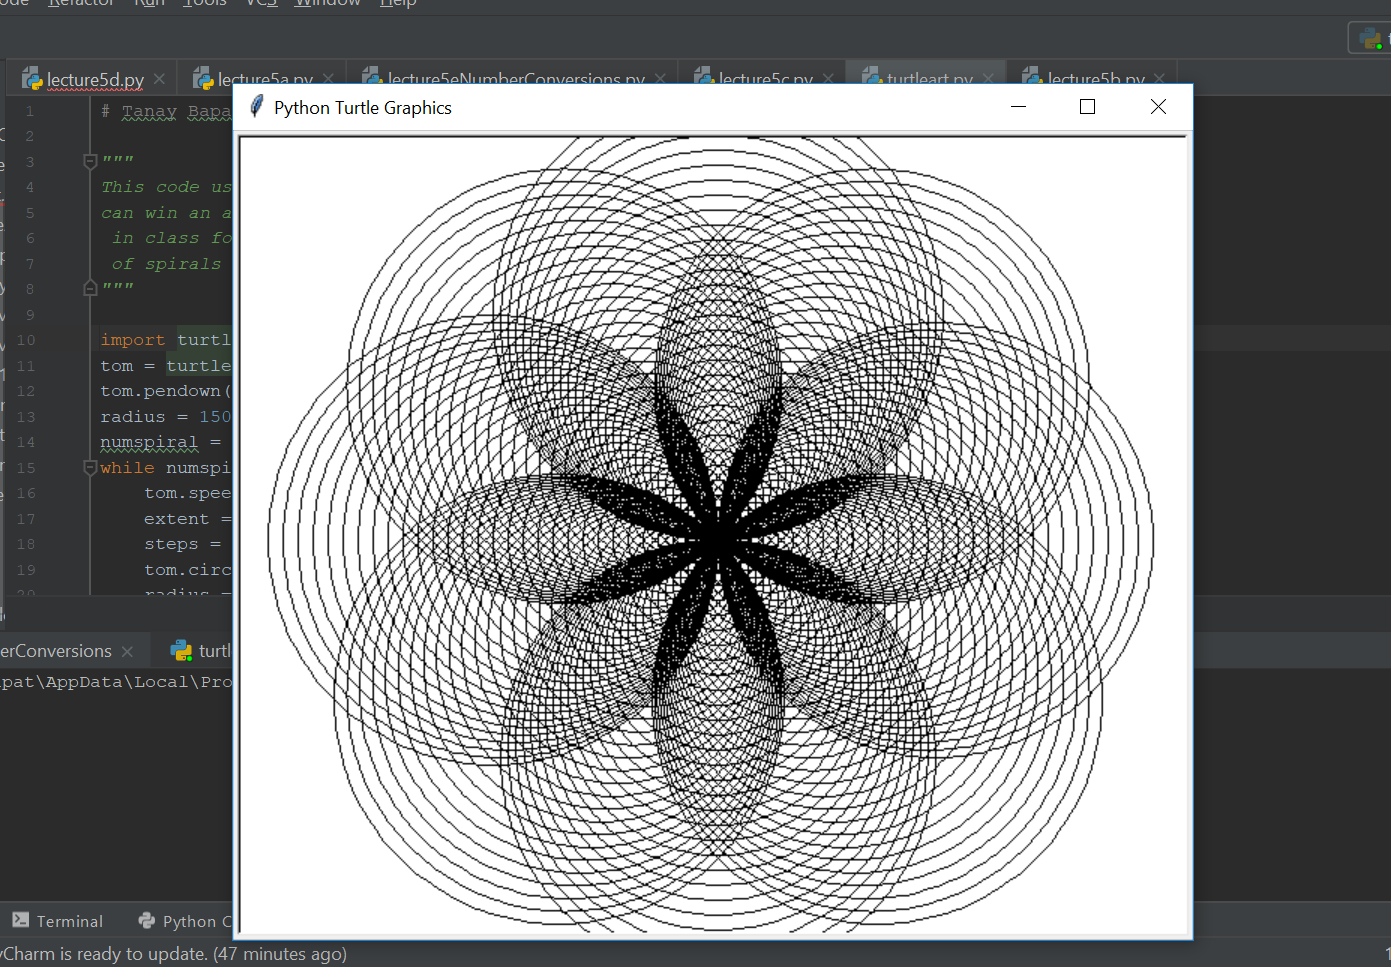 Refactor Run Tools VCS Window Help
lecture5d.py lecture5a.py lecture5eNumberConversions.py lecture5c.py turtleart.py lecture5b.py
Python Turtle Graphics
1 # Tanay Bapa
2
3 """
4 This code us
5 can win an a
6 in class fo
7 of spirals
8 """
9
10 import turtl
11 tom = turtle
12 tom.pendown(
13 radius = 150
14 numspiral =
15 while numspi
16 tom.spee
17 extent =
18 steps =
19 tom.circ
20 radius =
erConversions turtl
pat\AppData\Local\Pro
Terminal Python C
yCharm is ready to update. (47 minutes ago)